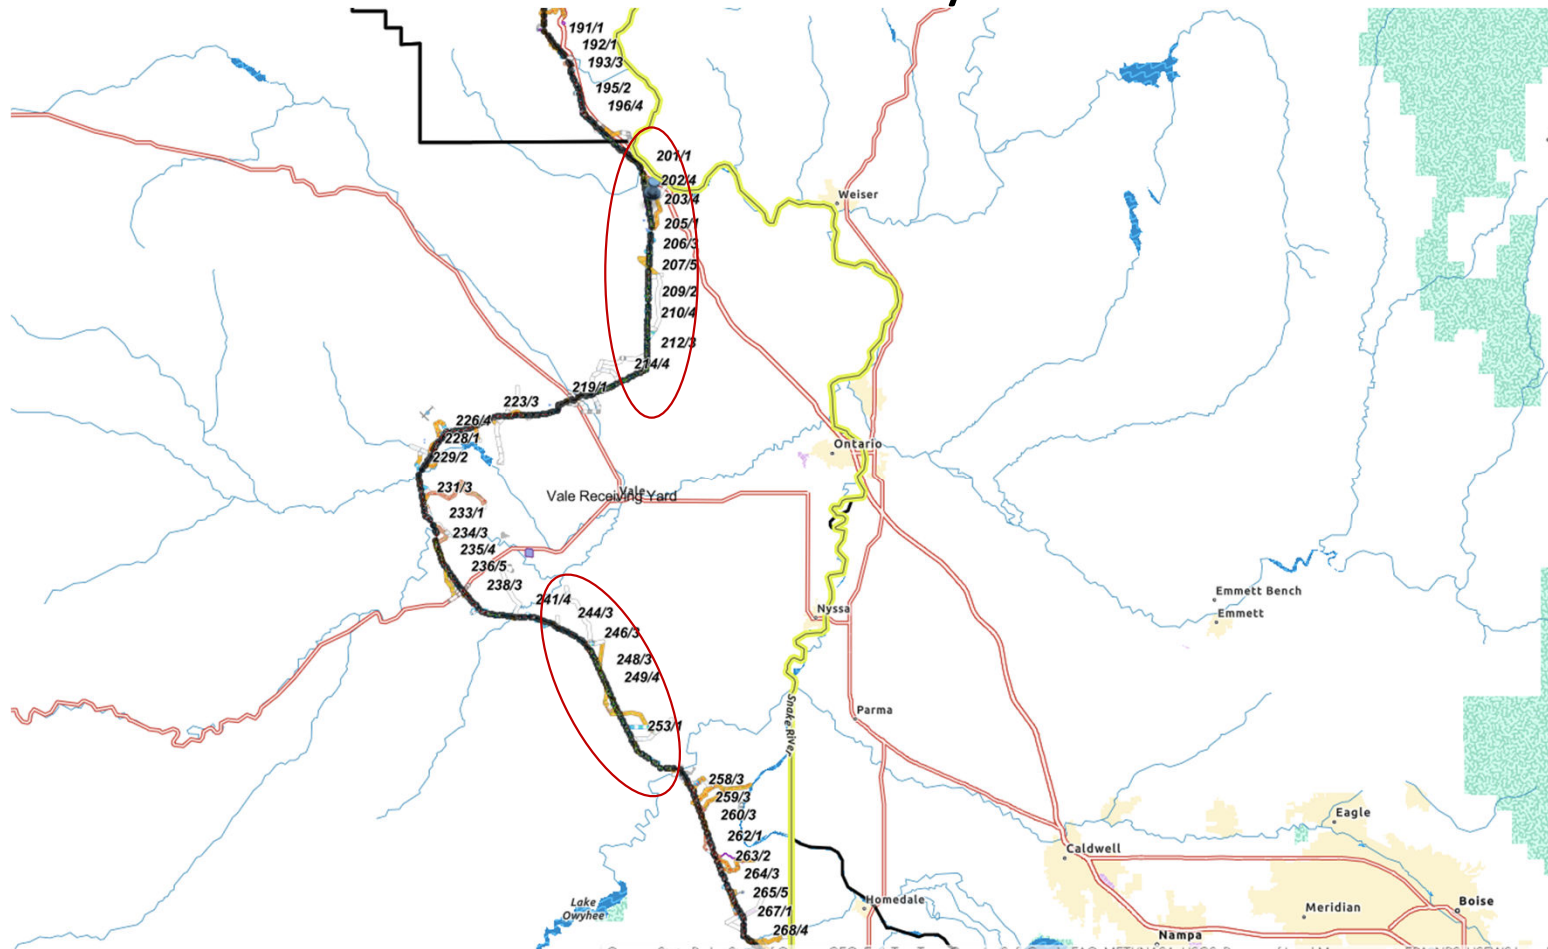 191/1
192/1
193/3
195/2
196/4
201/1
202/4
203/4
205/1
206/3
207/5
209/2
210/4
212/3
214/4
219/1
223/3
226/4
228/1
229/2
231/3
233/1
234/3
235/4
236/5
238/3
241/4
244/3
246/3
248/3
249/4
253/1
258/3
259/3
260/3
262/1
263/2
264/3
265/5
267/1
268/4
Weiser
Ontario
Vale
Vale Receiving Yard
Nyssa
Emmett Bench
Emmett
Parma
Snake River
Eagle
Caldwell
Boise
Meridian
Homedale
Nampa
Lake
Owyhee